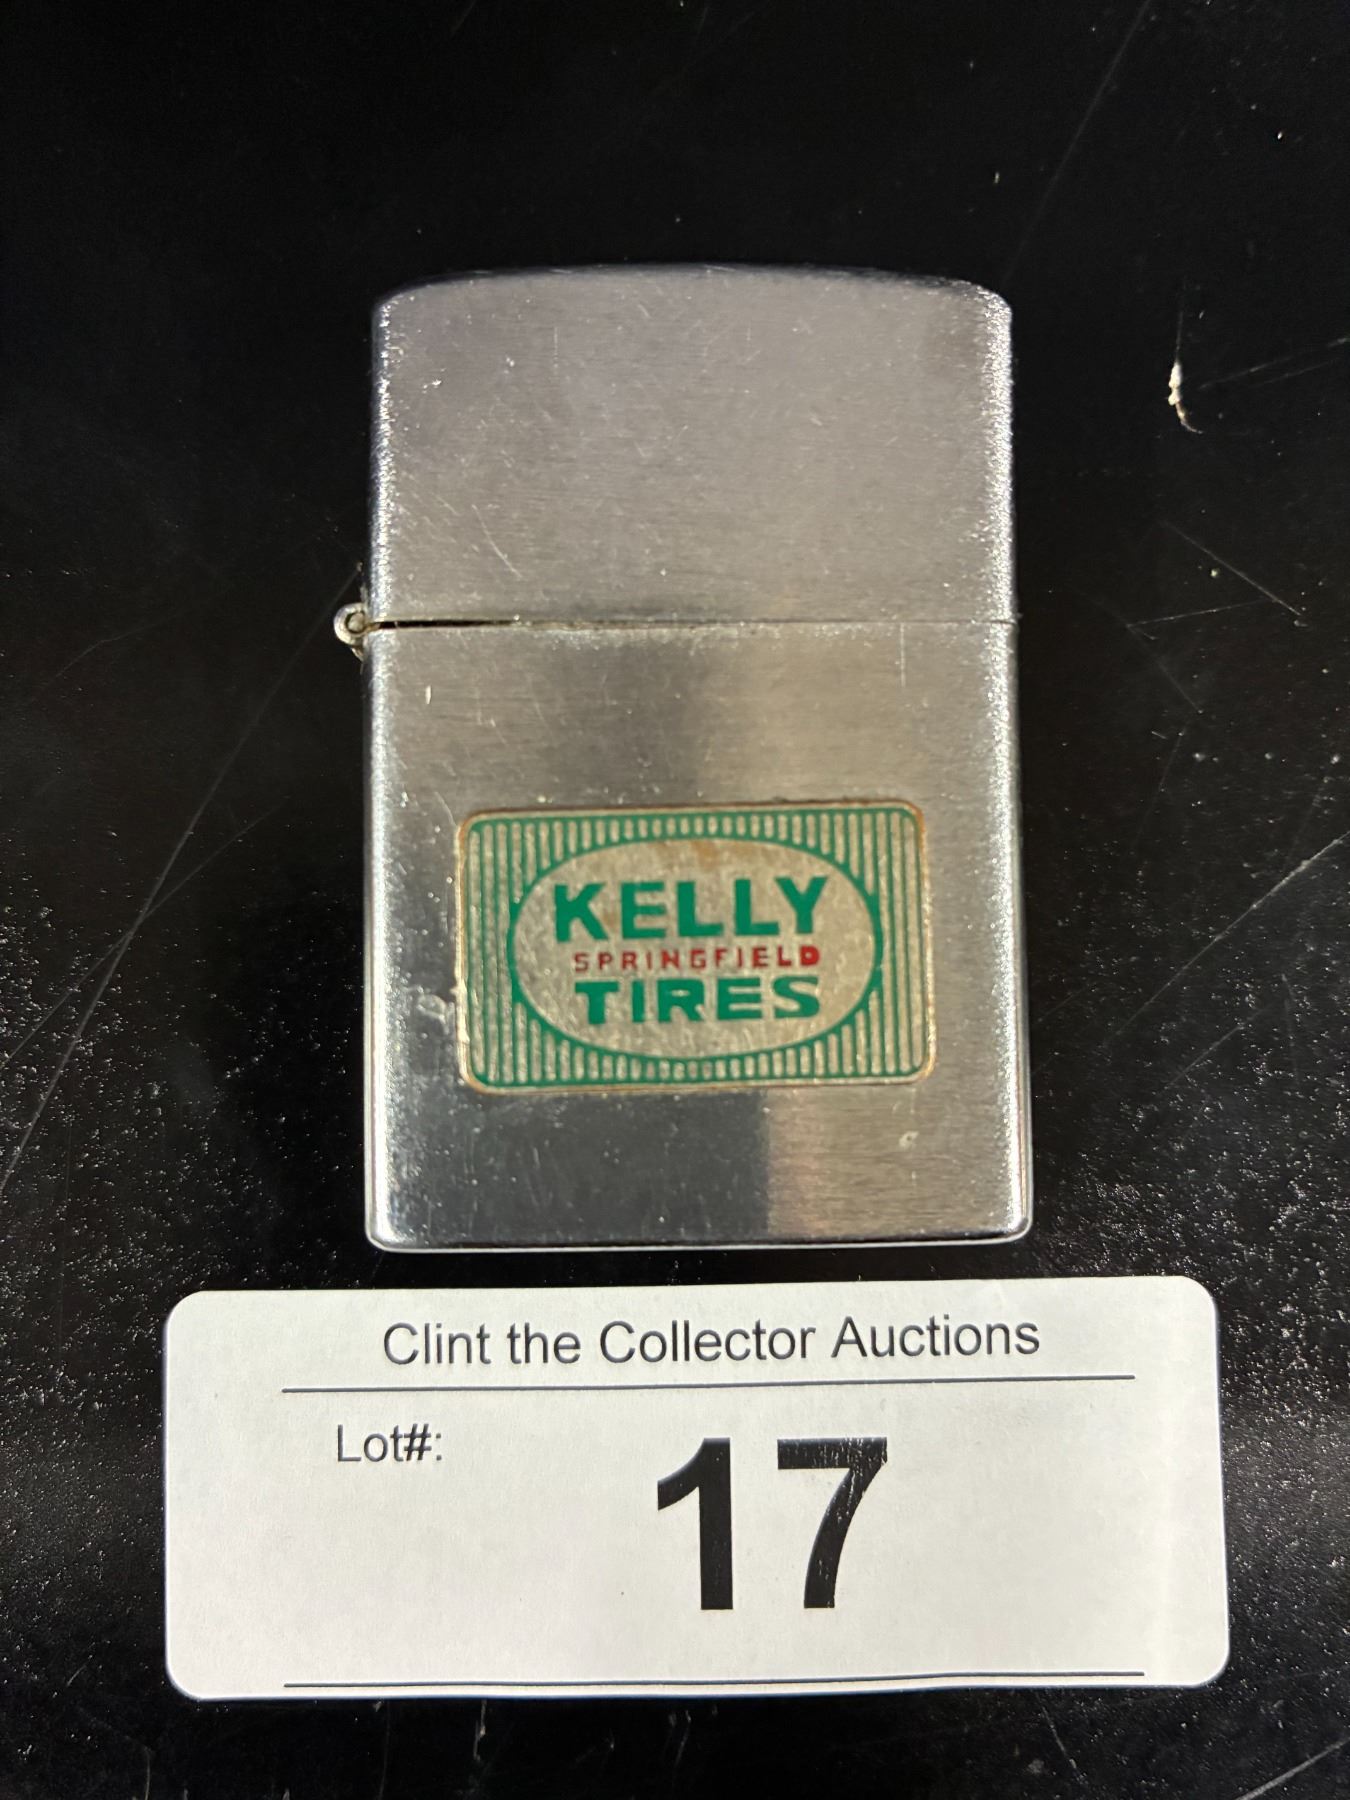 KELLY
SPRINGFIELD
TIRES
Clint the Collector Auctions
Lot#:
17